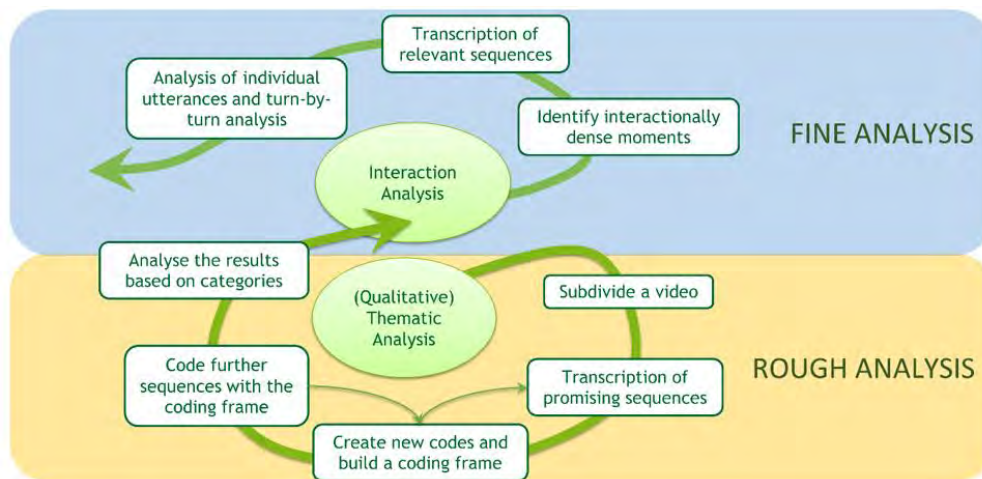 Transcription of
relevant sequences
Analysis of individual
utterances and turn-by-
turn analysis
Identify interactionally
dense moments
FINE ANALYSIS
Interaction
Analysis
Analyse the results
based on categories
(Qualitative)
Thematic
Analysis
Subdivide a video
Code further
sequences with the
coding frame
Transcription of
promising sequences
ROUGH ANALYSIS
Create new codes and
build a coding frame